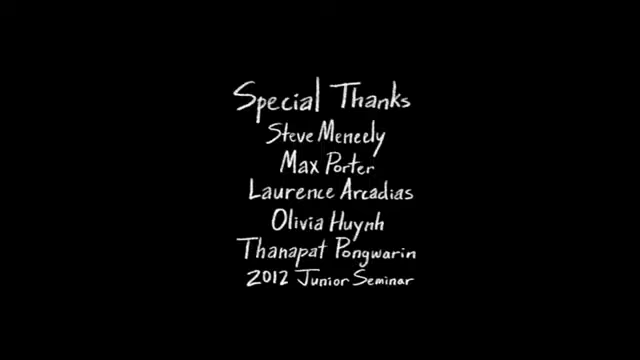 Special Thanks
Steve Meneely
Max Porter
Laurence Arcadias
Olivia Huynh
Thanapat Pongwarin
2012 Junior Seminar